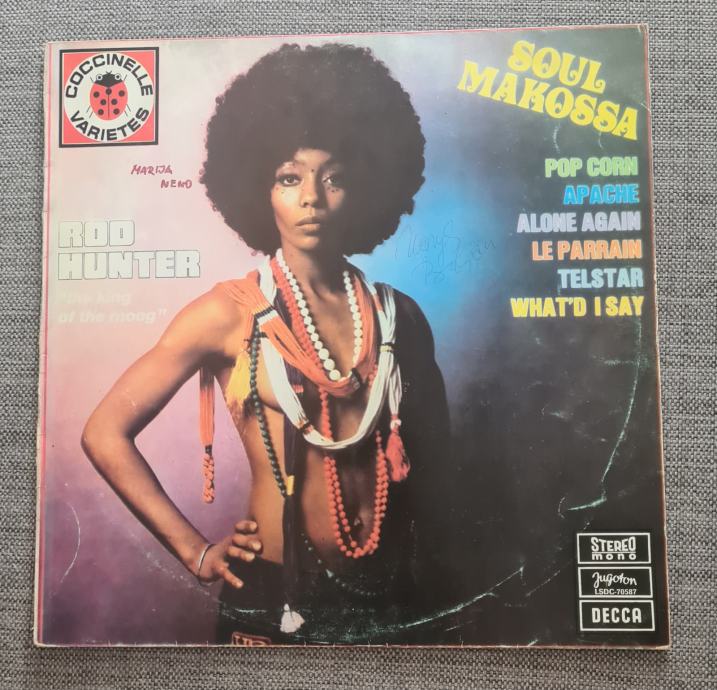 COCCINELLE
VARIETES
SOUL
MAKOSSA
MARIJA
NENO
POP CORN
APACHE
ALONE AGAIN
LE PARRAIN
TELSTAR
WHAT'D I SAY
ROD
HUNTER
"the king
of the moog"
STEREO
mono
Jugoton
LSDC-70587
DECCA